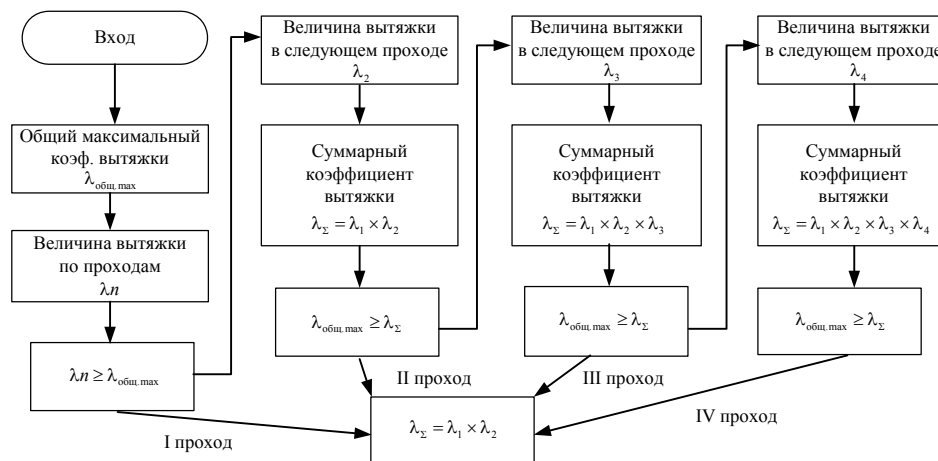 Вход
Общий максимальный
коэф. вытяжки
λобщ.max
Величина вытяжки
по проходам
λn
λn ≥ λобщ.max
I проход
Величина вытяжки
в следующем проходе
λ2
Суммарный
коэффициент
вытяжки
λΣ = λ1 × λ2
λобщ.max ≥ λΣ
II проход
Величина вытяжки
в следующем проходе
λ3
Суммарный
коэффициент
вытяжки
λΣ = λ1 × λ2 × λ3
λобщ.max ≥ λΣ
III проход
Величина вытяжки
в следующем проходе
λ4
Суммарный
коэффициент
вытяжки
λΣ = λ1 × λ2 × λ3 × λ4
λобщ.max ≥ λΣ
IV проход
λΣ = λ1 × λ2